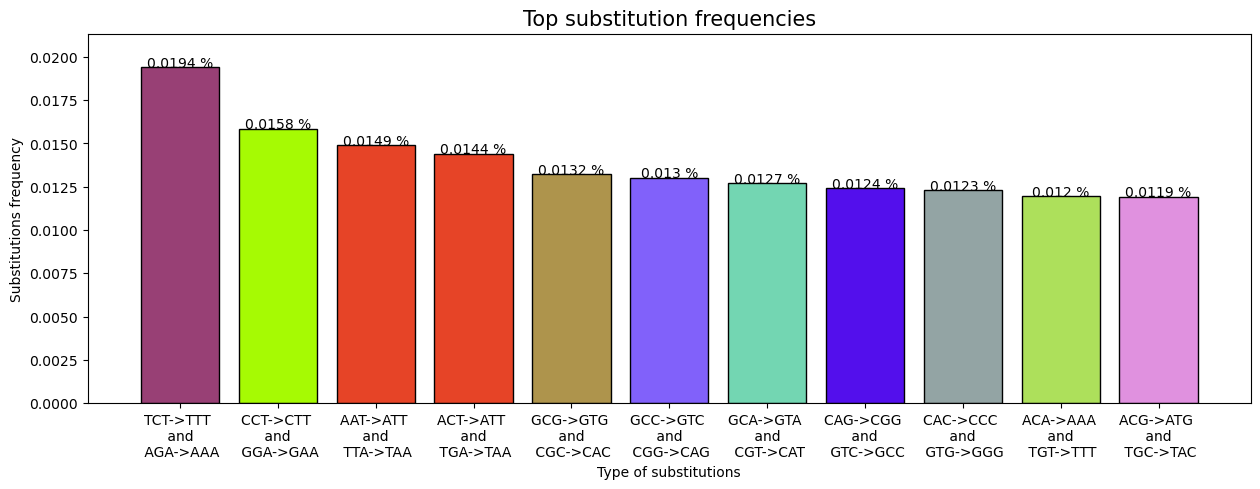 Top substitution frequencies
Substitutions frequency
0.0200
0.0175
0.0150
0.0125
0.0100
0.0075
0.0050
0.0025
0.0000
0.0194 %
0.0158 %
0.0149 %
0.0144 %
0.0132 %
0.013 %
0.0127 %
0.0124 %
0.0123 %
0.012 %
0.0119 %
TCT->TTT
and
AGA->AAA
CCT->CTT
and
GGA->GAA
AAT->ATT
and
TTA->TAA
ACT->ATT
and
TGA->TAA
GCG->GTG
and
CGC->CAC
GCC->GTC
and
CGG->CAG
GCA->GTA
and
CGT->CAT
CAG->CGG
and
GTC->GCC
CAC->CCC
and
GTG->GGG
ACA->AAA
and
TGT->TTT
ACG->ATG
and
TGC->TAC
Type of substitutions